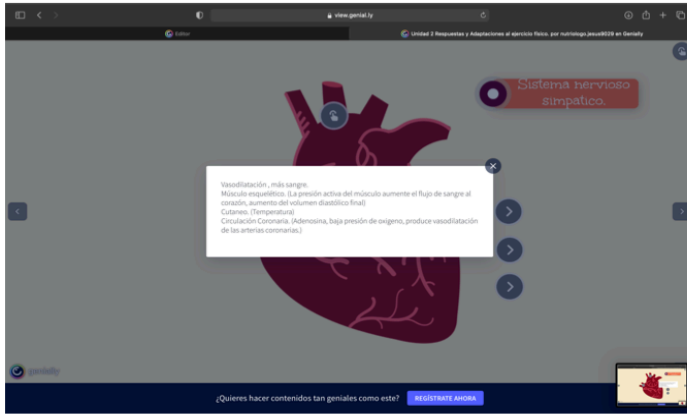 view.genial.ly
Editor
Unidad 2 Respuestas y Adaptaciones al ejercicio físico. por nutriologo.jesus8029 en Genially
Sistema nervioso
simpatico.
Vasodilatación , más sangre.
Músculo esquelético. (La presión activa del músculo aumente el flujo de sangre al
corazón, aumento del volumen diastólico final)
Cutaneo. (Temperatura)
Circulación Coronaria. (Adenosina, baja presión de oxigeno, produce vasodilatación
de las arterias coronarias.)
genially
¿Quieres hacer contenidos tan geniales como este?
REGÍSTRATE AHORA